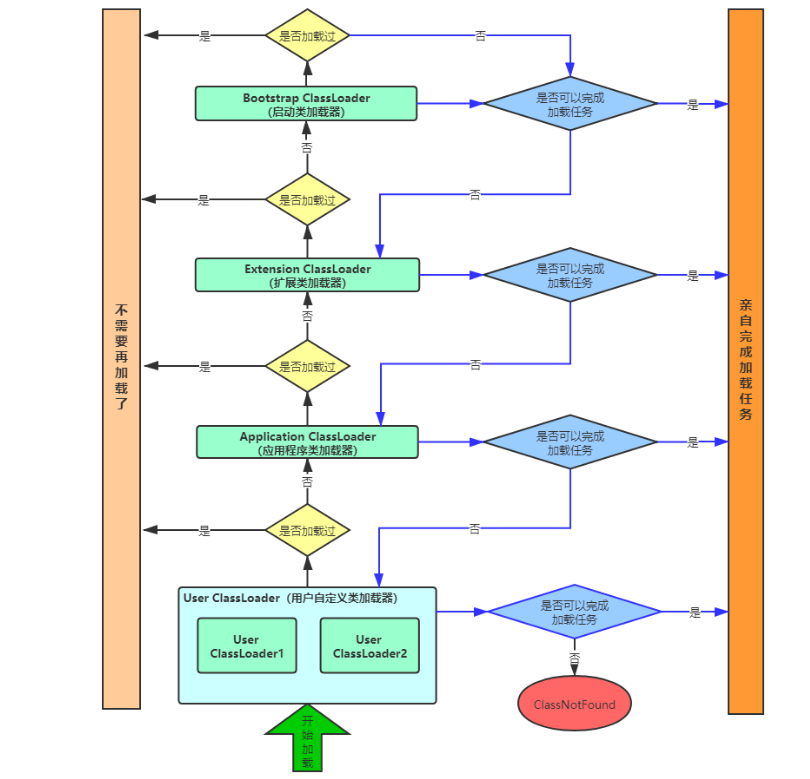 是
是否加载过
否
Bootstrap ClassLoader
(启动类加载器)
是否可以完成
加载任务
是
否
是
是否加载过
否
Extension ClassLoader
(扩展类加载器)
是否可以完成
加载任务
是
不需要再加载了
亲自完成加载任务
否
是
是否加载过
否
Application ClassLoader
(应用程序类加载器)
是否可以完成
加载任务
是
否
是
是否加载过
否
User ClassLoader（用户自定义类加载器）
User
ClassLoader1
User
ClassLoader2
是否可以完成
加载任务
是
否
ClassNotFound
开始加载